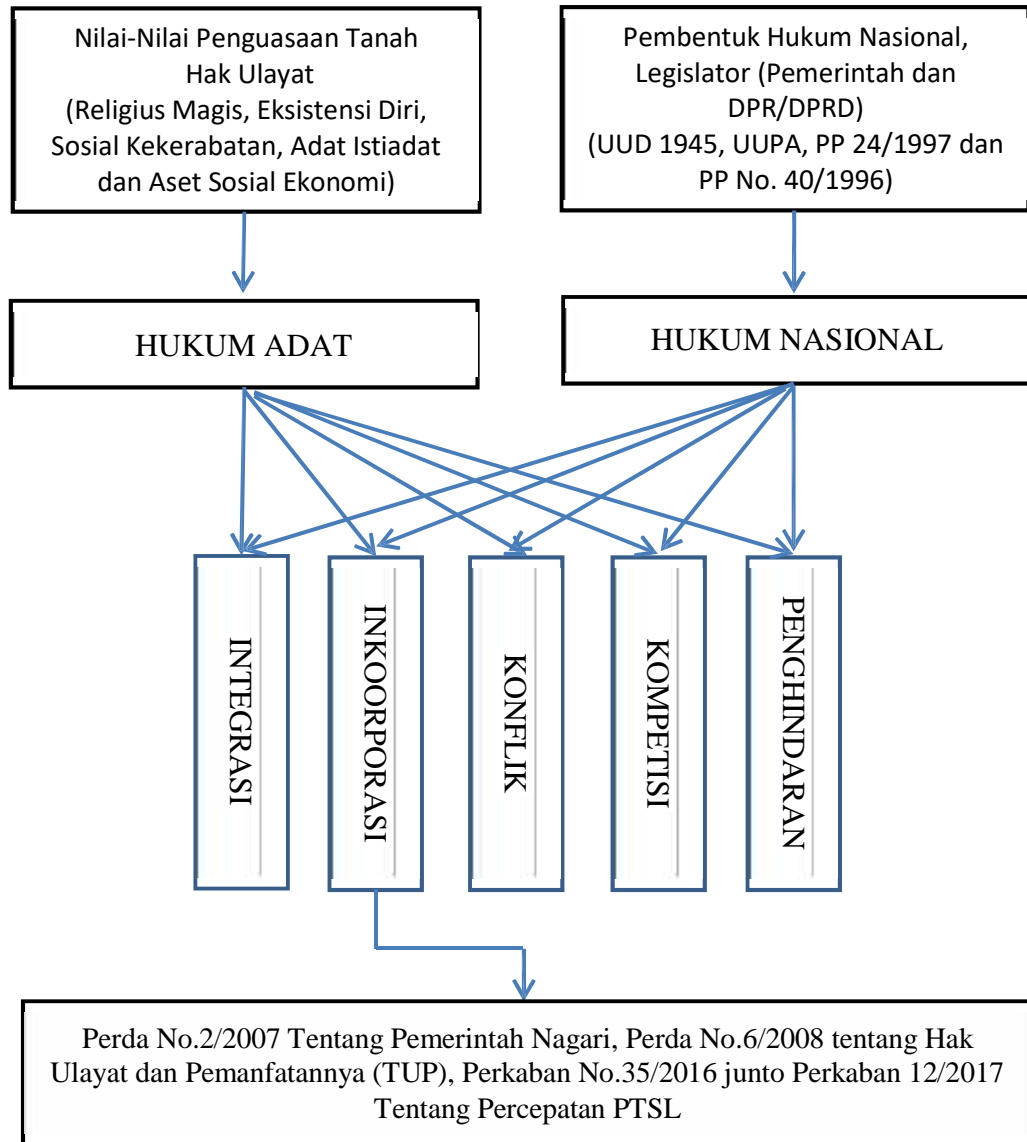 Nilai-Nilai Penguasaan Tanah
Hak Ulayat
(Religius Magis, Eksistensi Diri,
Sosial Kekerabatan, Adat Istiadat
dan Aset Sosial Ekonomi)
Pembentuk Hukum Nasional,
Legislator (Pemerintah dan
DPR/DPRD)
(UUD 1945, UUPA, PP 24/1997 dan
PP No. 40/1996)
HUKUM ADAT
HUKUM NASIONAL
INTEGRASI
INKOORPORASI
KONFLIK
KOMPETISI
PENGHINDARAN
Perda No.2/2007 Tentang Pemerintah Nagari, Perda No.6/2008 tentang Hak
Ulayat dan Pemanfatannya (TUP), Perkaban No.35/2016 junto Perkaban 12/2017
Tentang Percepatan PTSL